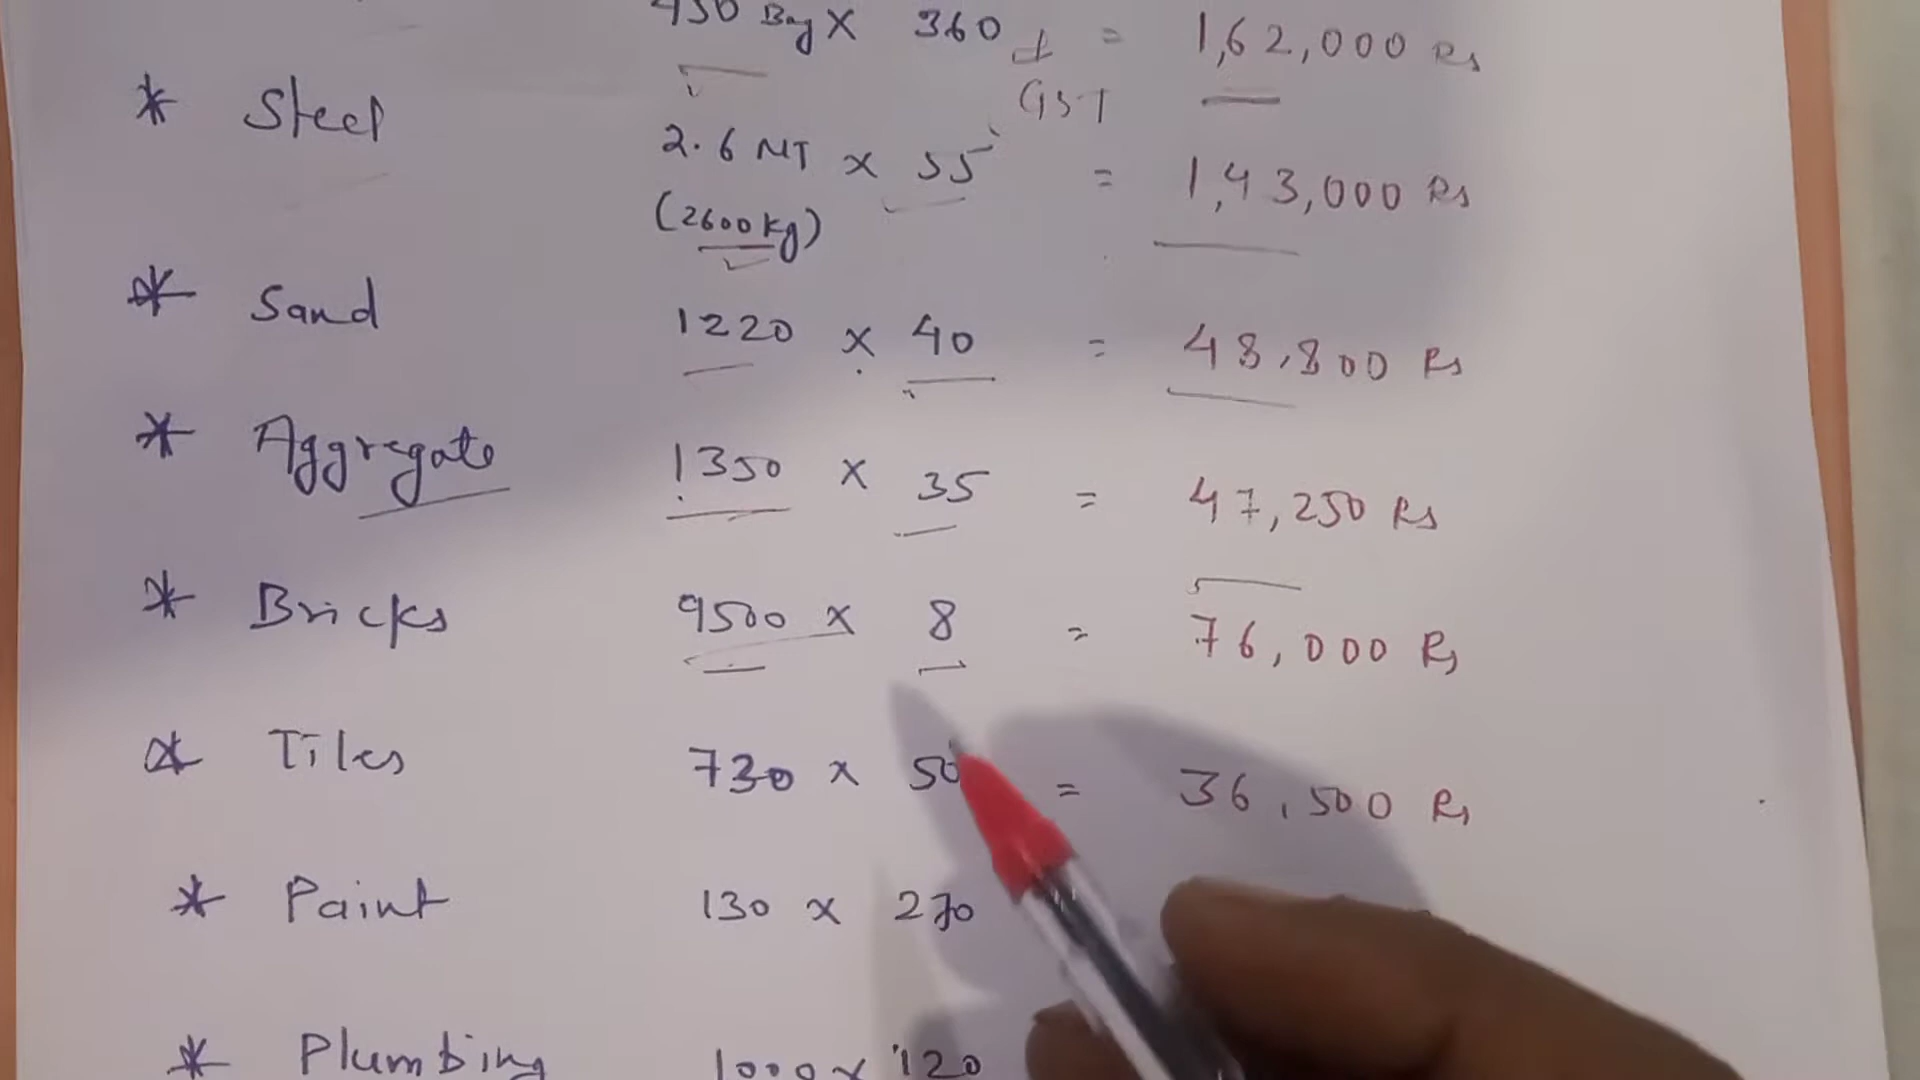 450 Bag x 360 = 1,62,000 Rs
+ GST
* Steel 2.6 MT x 55 = 1,43,000 Rs
(2600 kg)
* Sand 1220 x 40 = 48,800 Rs
* Aggregate 1350 x 35 = 47,250 Rs
* Bricks 9500 x 8 = 76,000 Rs
* Tiles 730 x 50 = 36,500 Rs
* Paint 130 x 270
* Plumbing 1000 x 120